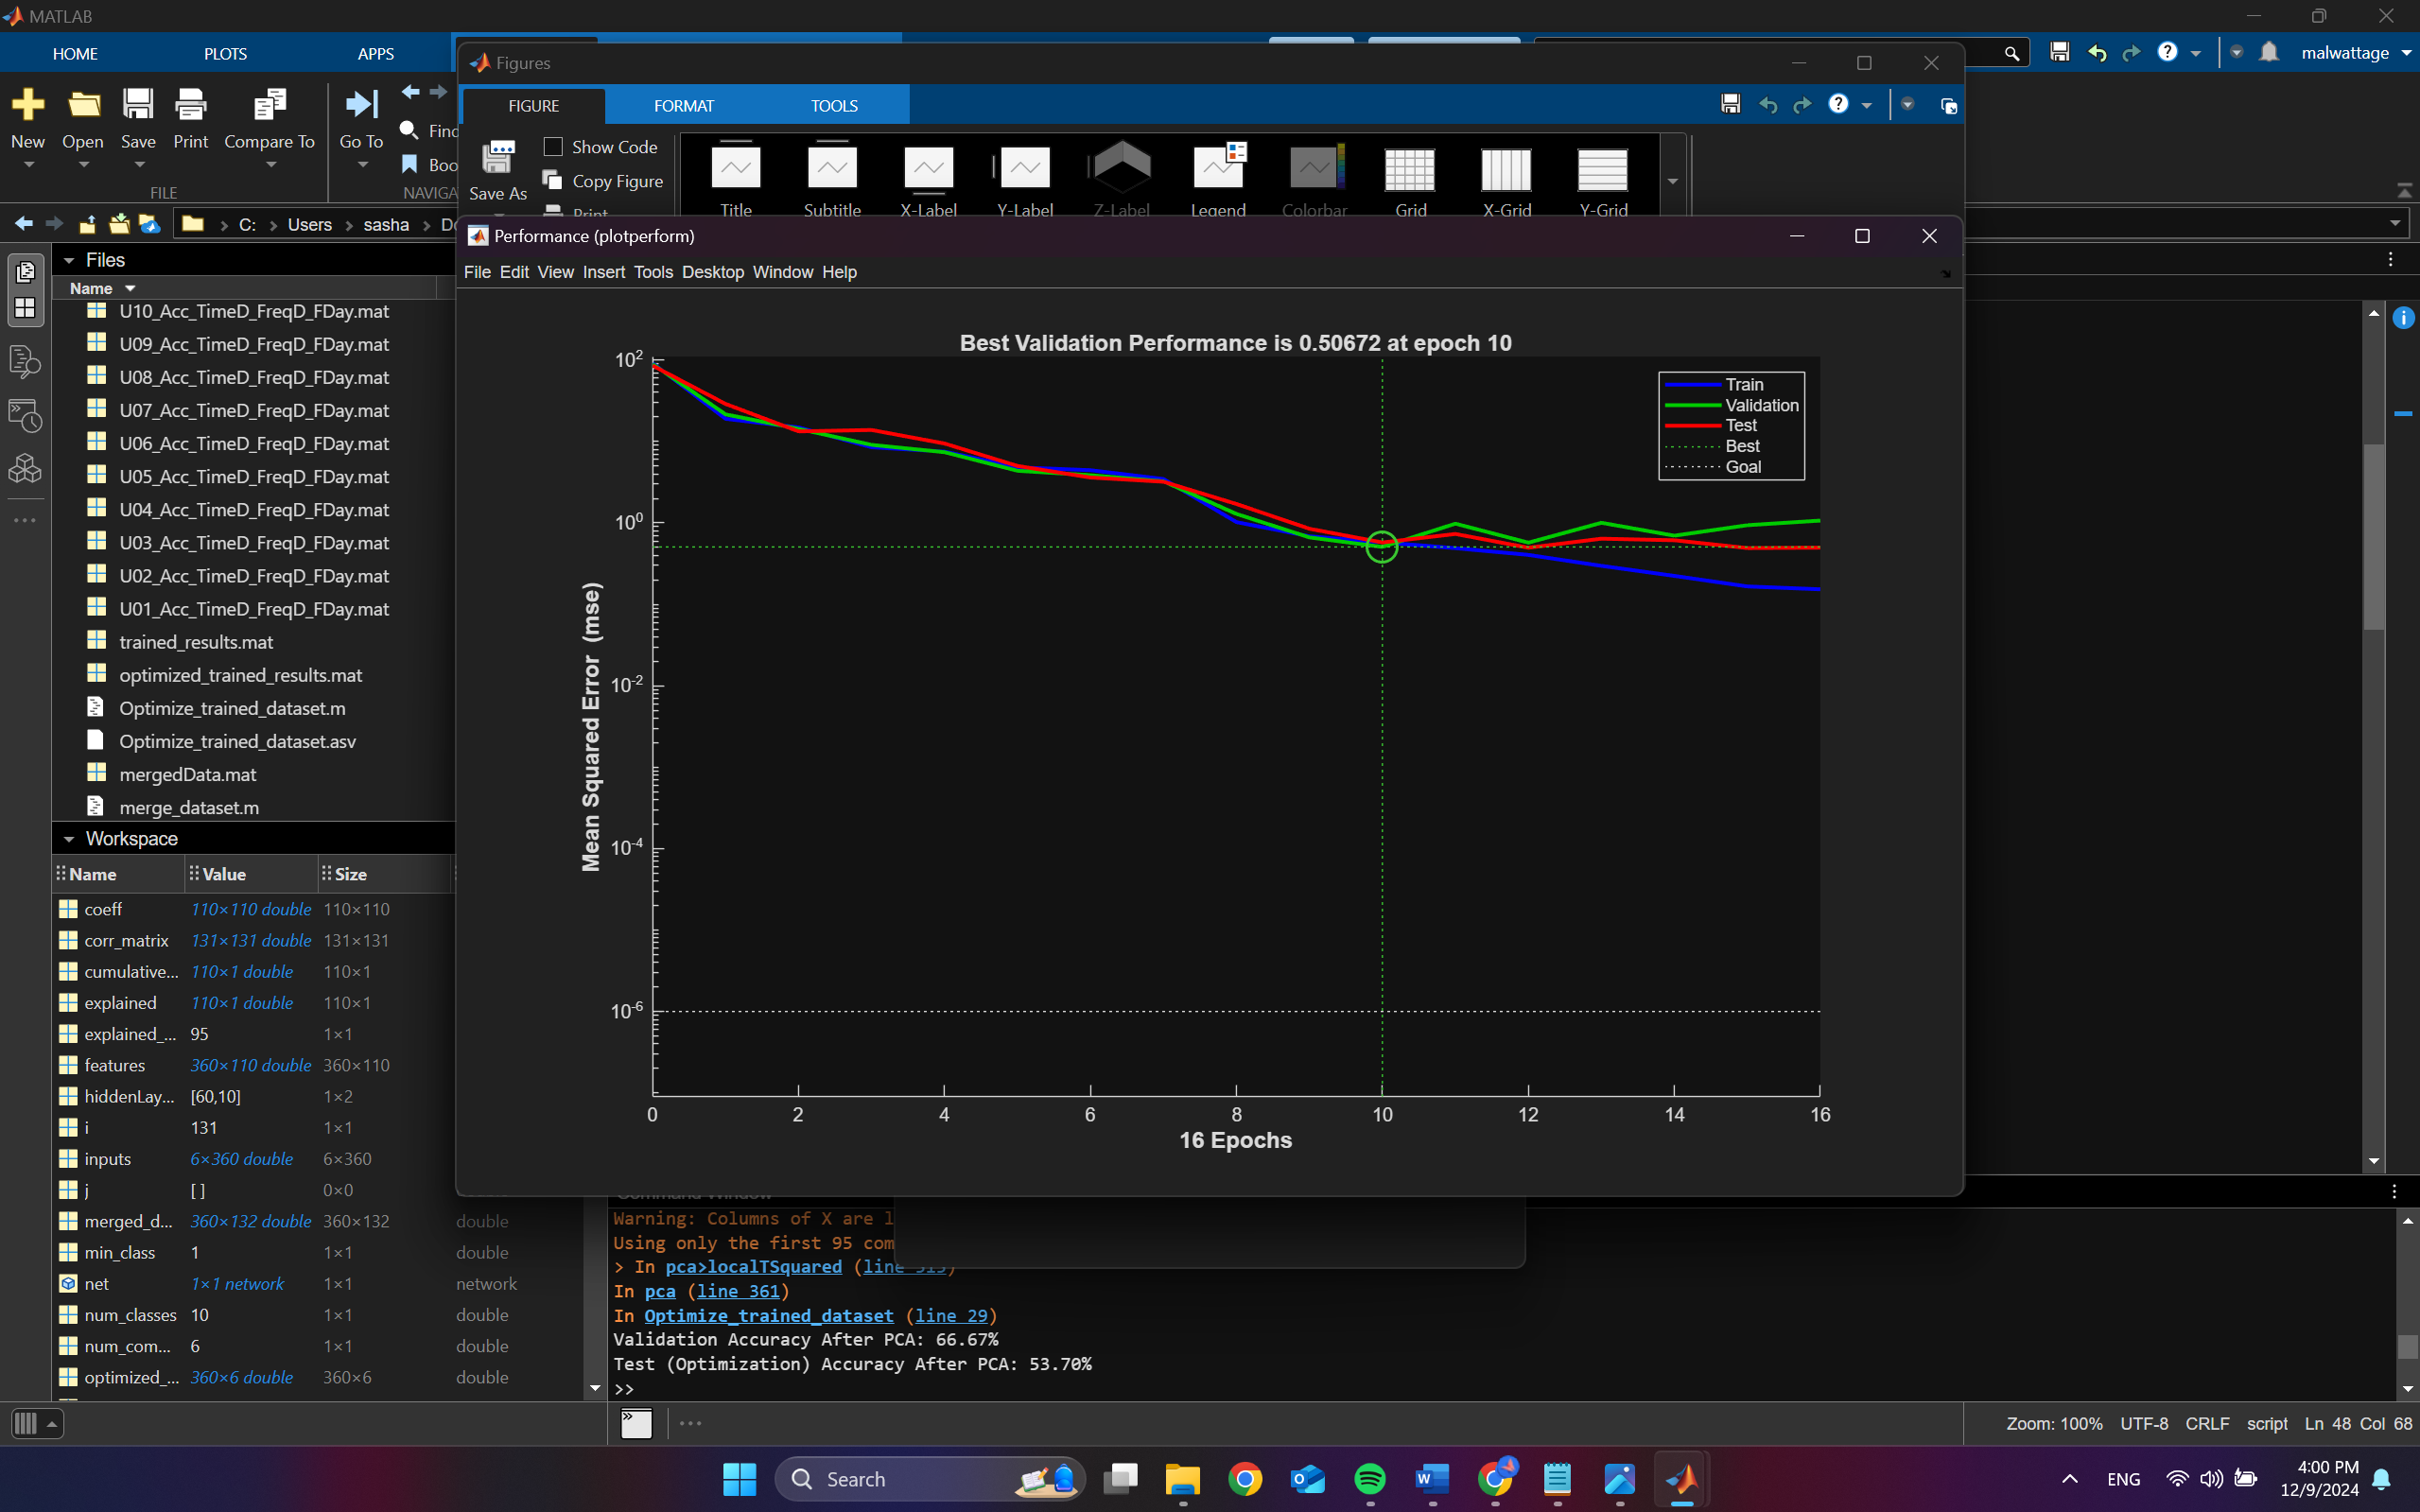 MATLAB
HOME PLOTS APPS
malwattage
New Open Save Print Compare To Go To Find
FILE
Figures
FIGURE FORMAT TOOLS
Save As
Show Code
Copy Figure
Print
Title Subtitle X-Label Y-Label Z-Label Legend Colorbar Grid X-Grid Y-Grid
C: Users sasha
Performance (plotperform)
File Edit View Insert Tools Desktop Window Help
Files
Name
U10_Acc_TimeD_FreqD_FDay.mat
U09_Acc_TimeD_FreqD_FDay.mat
U08_Acc_TimeD_FreqD_FDay.mat
U07_Acc_TimeD_FreqD_FDay.mat
U06_Acc_TimeD_FreqD_FDay.mat
U05_Acc_TimeD_FreqD_FDay.mat
U04_Acc_TimeD_FreqD_FDay.mat
U03_Acc_TimeD_FreqD_FDay.mat
U02_Acc_TimeD_FreqD_FDay.mat
U01_Acc_TimeD_FreqD_FDay.mat
trained_results.mat
optimized_trained_results.mat
Optimize_trained_dataset.m
Optimize_trained_dataset.asv
mergedData.mat
merge_dataset.m
Workspace
Name Value Size
coeff 110×110 double 110×110
corr_matrix 131×131 double 131×131
cumulative... 110×1 double 110×1
explained 110×1 double 110×1
explained_... 95 1×1
features 360×110 double 360×110
hiddenLay... [60,10] 1×2
i 131 1×1
inputs 6×360 double 6×360
j [ ] 0×0
merged_d... 360×132 double 360×132 double
min_class 1 1×1 double
net 1×1 network 1×1 network
num_classes 10 1×1 double
num_com... 6 1×1 double
optimized_... 360×6 double 360×6 double
Best Validation Performance is 0.50672 at epoch 10
Mean Squared Error (mse)
10^2
10^0
10^-2
10^-4
10^-6
Train
Validation
Test
Best
Goal
0 2 4 6 8 10 12 14 16
16 Epochs
Command Window
Warning: Columns of X are
Using only the first 95
> In pca>localTSquared (line
In pca (line 361)
In Optimize_trained_dataset (line 29)
Validation Accuracy After PCA: 66.67%
Test (Optimization) Accuracy After PCA: 53.70%
>>
Zoom: 100% UTF-8 CRLF script Ln 48 Col 68
Search
ENG
4:00 PM
12/9/2024